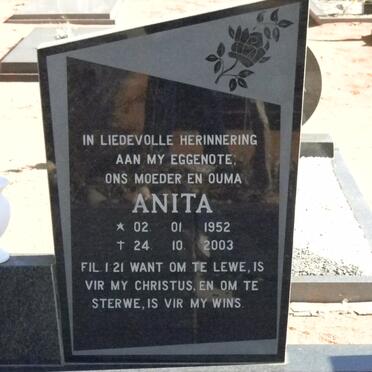 IN LIEDEVOLLE HERINNERING
AAN MY EGGENOTE,
ONS MOEDER EN OUMA
ANITA
* 02 01 1952
† 24 10 2003
FIL 1 21 WANT OM TE LEWE, IS
VIR MY CHRISTUS, EN OM TE
STERWE, IS VIR MY WINS.